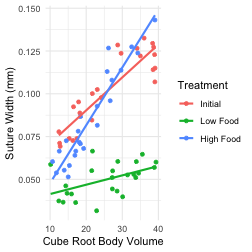 0.150
0.125
0.100
0.075
0.050
10
20
30
40
Suture Width (mm)
Cube Root Body Volume
Treatment
Initial
Low Food
High Food